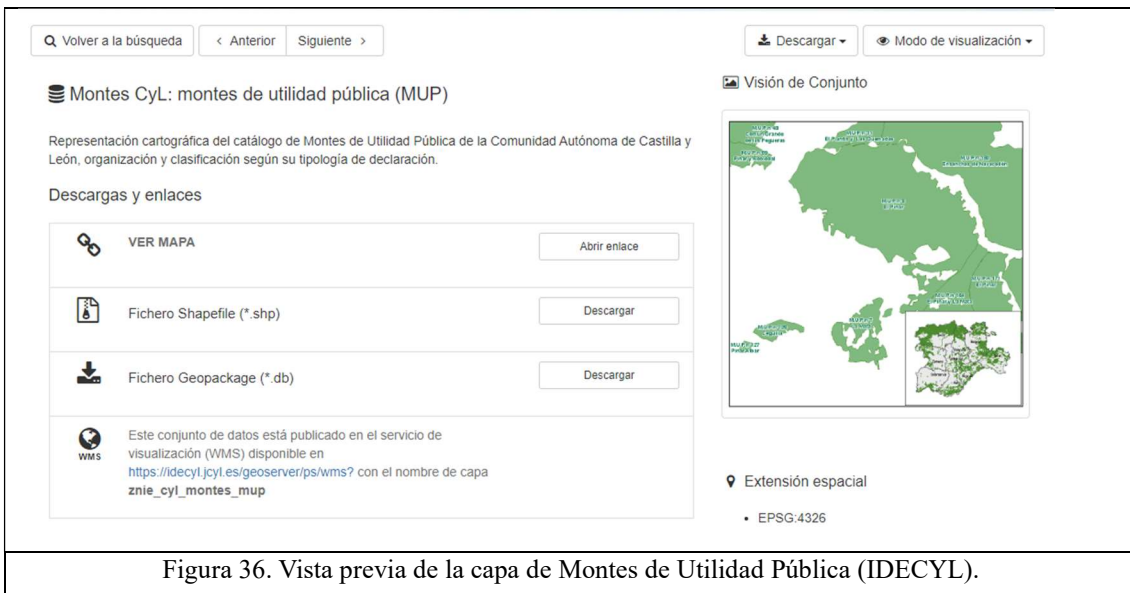 Volver a la búsqueda
< Anterior
Siguiente >
Descargar
Modo de visualización
Montes CyL: montes de utilidad pública (MUP)
Representación cartográfica del catálogo de Montes de Utilidad Pública de la Comunidad Autónoma de Castilla y
León, organización y clasificación según su tipología de declaración.
Descargas y enlaces
VER MAPA
Abrir enlace
Fichero Shapefile (*.shp)
Descargar
Fichero Geopackage (*.db)
Descargar
WMS
Este conjunto de datos está publicado en el servicio de
visualización (WMS) disponible en
https://idecyl.jcyl.es/geoserver/ps/wms? con el nombre de capa
znie_cyl_montes_mup
Visión de Conjunto
Extensión espacial
• EPSG:4326
Figura 36. Vista previa de la capa de Montes de Utilidad Pública (IDECYL).